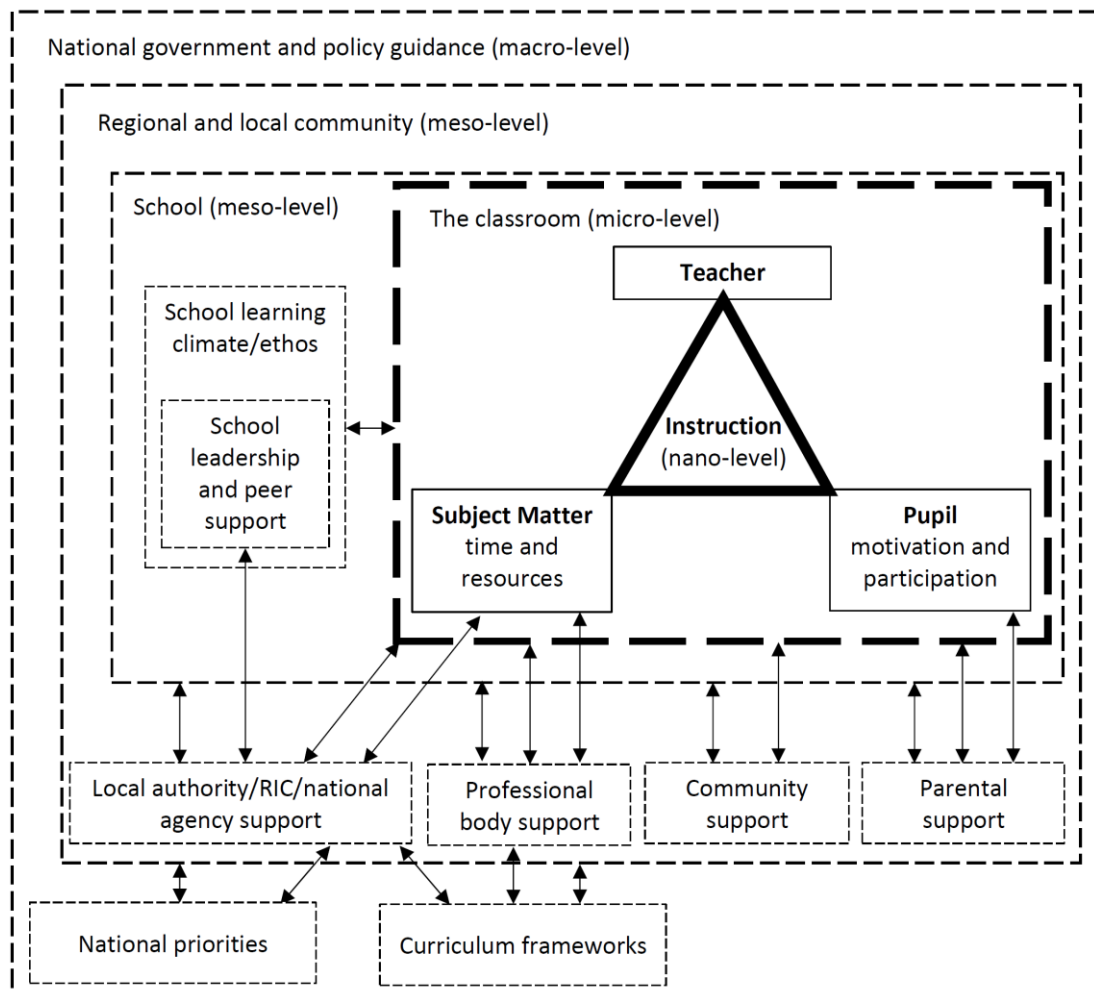 National government and policy guidance (macro-level)
Regional and local community (meso-level)
School (meso-level)
The classroom (micro-level)
Teacher
School learning
climate/ethos
School
leadership
and peer
support
Instruction
(nano-level)
Subject Matter
time and
resources
Pupil
motivation and
participation
Local authority/RIC/national
agency support
Professional
body support
Community
support
Parental
support
National priorities
Curriculum frameworks